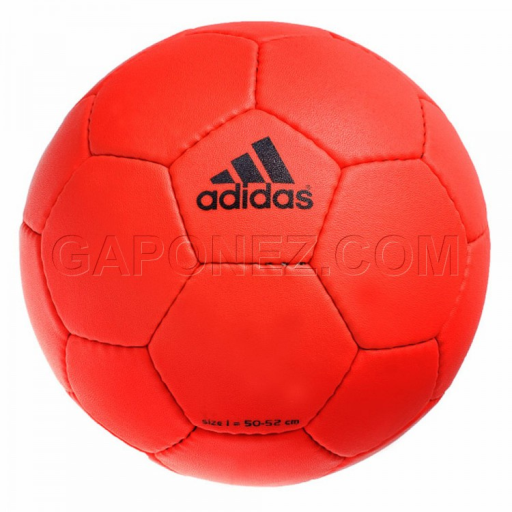 adidas
GAPONEZ.COM
size 1 = 50-52 cm